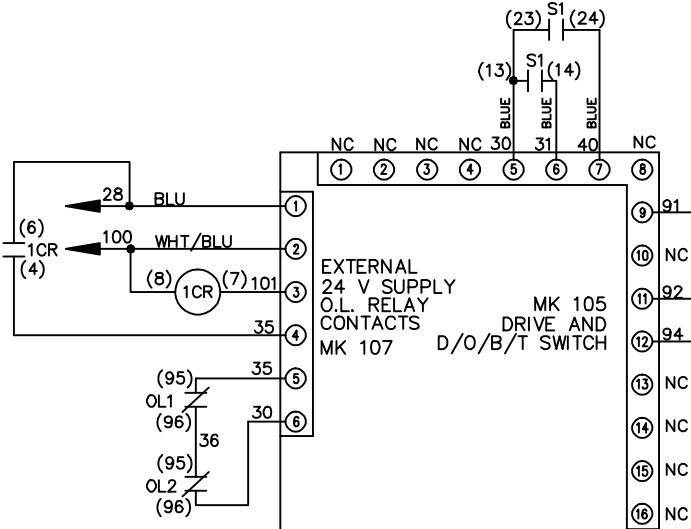 S1
(23) (24)
S1
(13) (14)
BLUE BLUE BLUE
NC NC NC NC 30 31 40 NC
1 2 3 4 5 6 7 8
28 BLU 1
9 91
(6)
1CR
(4)
100 WHT/BLU 2
10 NC
(8) 1CR (7) 101 3
11 92
35 4
12 94
EXTERNAL
24 V SUPPLY
O.L. RELAY
CONTACTS
MK 107
MK 105
DRIVE AND
D/O/B/T SWITCH
35 5
13 NC
(95)
OL1
(96)
30 6
14 NC
36
(95)
OL2
(96)
15 NC
16 NC